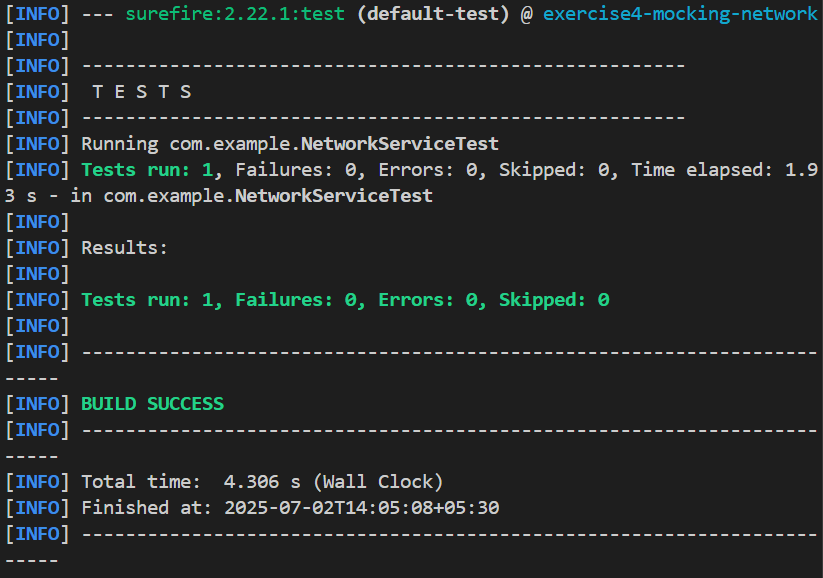 [INFO] --- surefire:2.22.1:test (default-test) @ exercise4-mocking-network
[INFO]
[INFO] -------------------------------------------------------
[INFO]  T E S T S
[INFO] -------------------------------------------------------
[INFO] Running com.example.NetworkServiceTest
[INFO] Tests run: 1, Failures: 0, Errors: 0, Skipped: 0, Time elapsed: 1.9
3 s - in com.example.NetworkServiceTest
[INFO]
[INFO] Results:
[INFO]
[INFO] Tests run: 1, Failures: 0, Errors: 0, Skipped: 0
[INFO]
[INFO] -------------------------------------------------------------------
-----
[INFO] BUILD SUCCESS
[INFO] -------------------------------------------------------------------
-----
[INFO] Total time:  4.306 s (Wall Clock)
[INFO] Finished at: 2025-07-02T14:05:08+05:30
[INFO] -------------------------------------------------------------------
-----